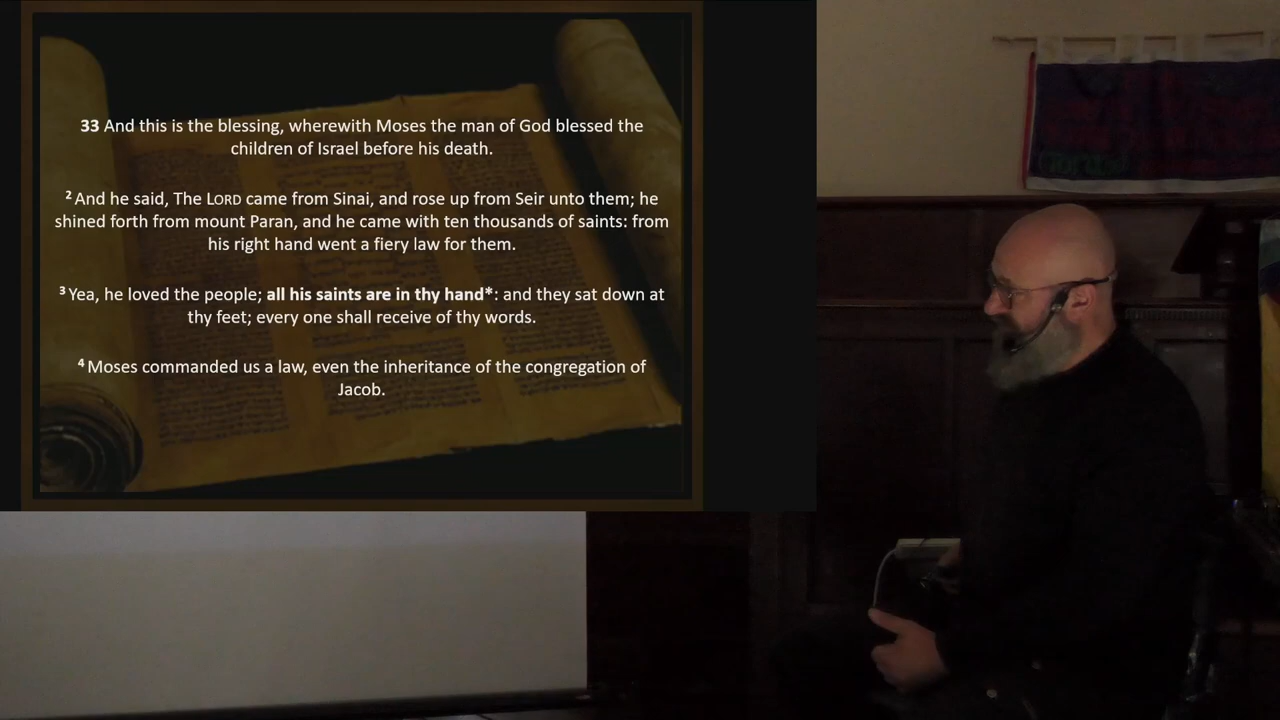 33 And this is the blessing, wherewith Moses the man of God blessed the
children of Israel before his death.
2 And he said, The LORD came from Sinai, and rose up from Seir unto them; he
shined forth from mount Paran, and he came with ten thousands of saints: from
his right hand went a fiery law for them.
3 Yea, he loved the people; all his saints are in thy hand*: and they sat down at
thy feet; every one shall receive of thy words.
4 Moses commanded us a law, even the inheritance of the congregation of
Jacob.